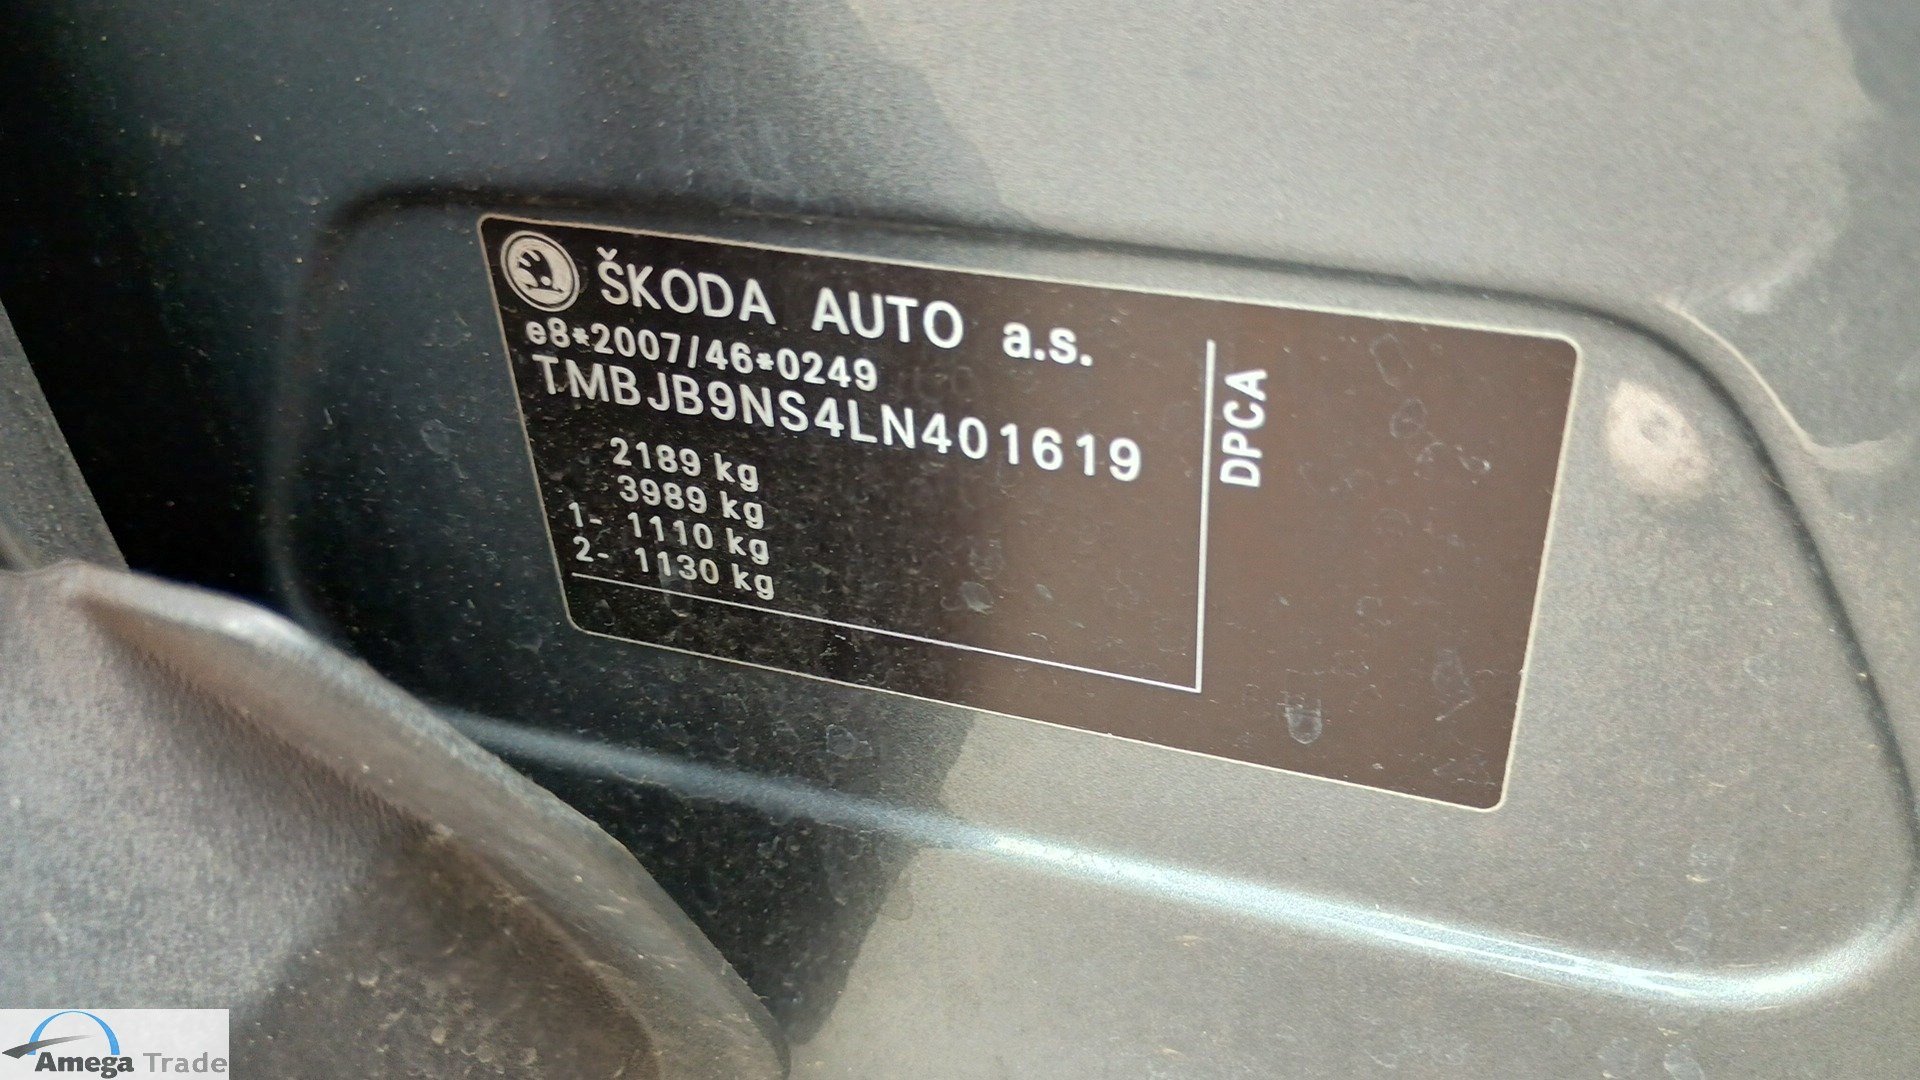 ŠKODA AUTO a.s.
e8*2007/46*0249
TMBJB9NS4LN401619
2189 kg
3989 kg
1- 1110 kg
2- 1130 kg
DPCA
Amega Trade